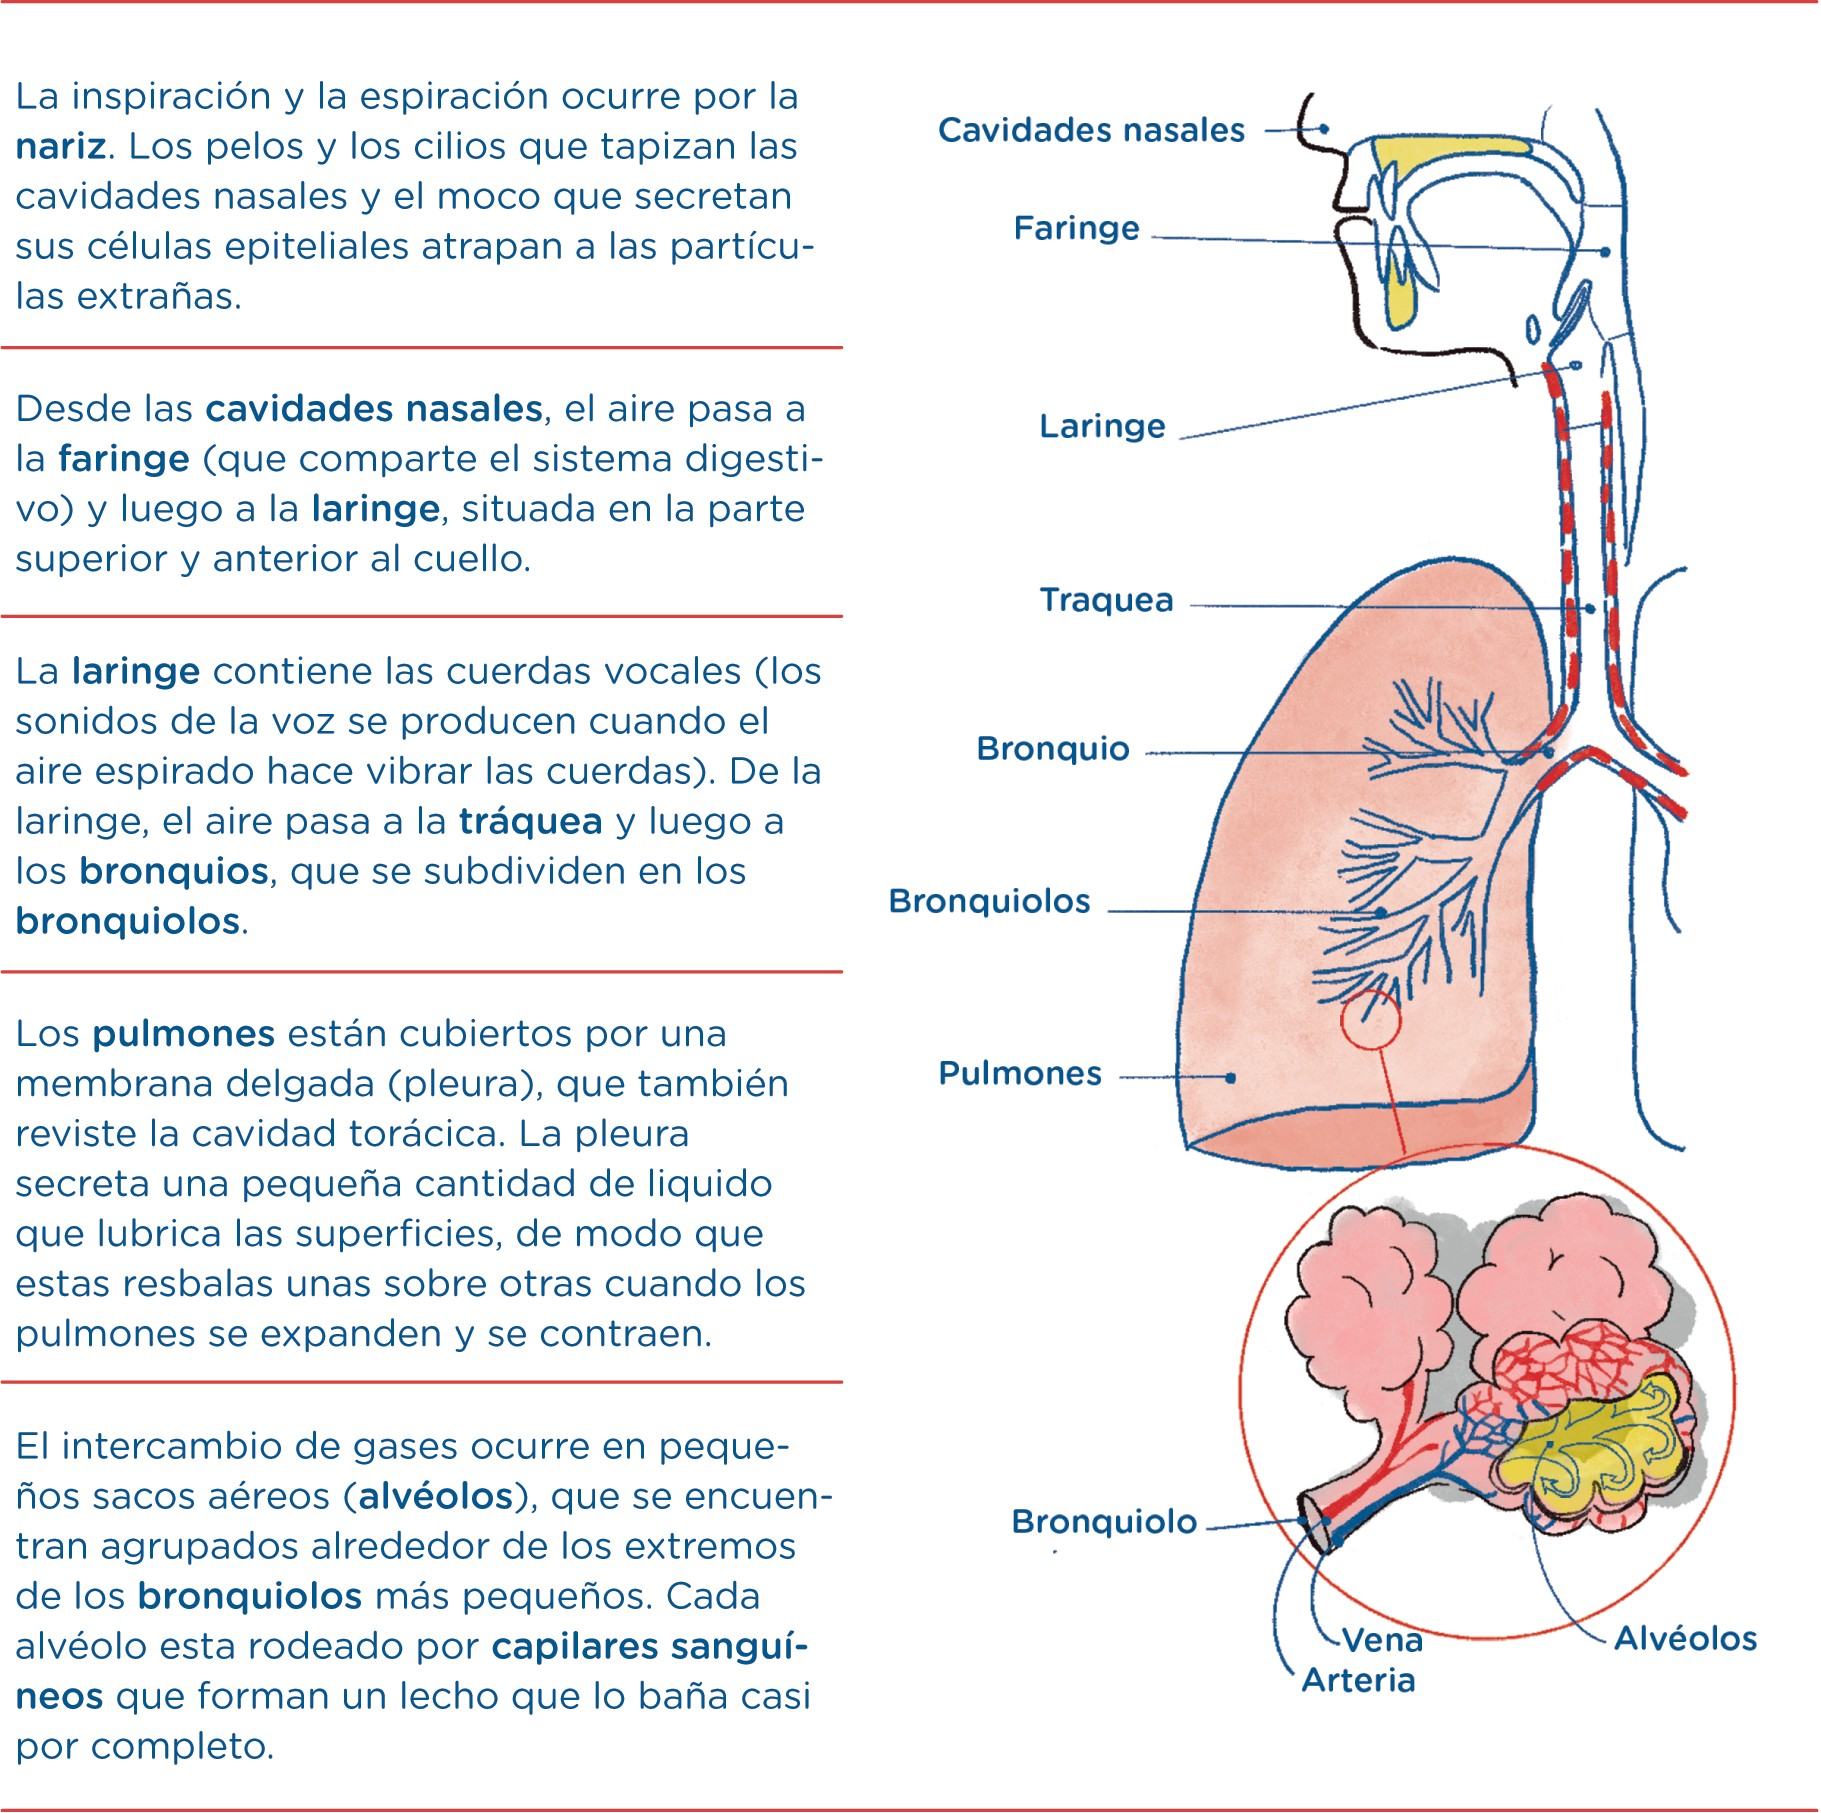 La inspiración y la espiración ocurre por la
nariz. Los pelos y los cilios que tapizan las
cavidades nasales y el moco que secretan
sus células epiteliales atrapan a las partícu-
las extrañas.
Desde las cavidades nasales, el aire pasa a
la faringe (que comparte el sistema digesti-
vo) y luego a la laringe, situada en la parte
superior y anterior al cuello.
La laringe contiene las cuerdas vocales (los
sonidos de la voz se producen cuando el
aire espirado hace vibrar las cuerdas). De la
laringe, el aire pasa a la tráquea y luego a
los bronquios, que se subdividen en los
bronquiolos.
Los pulmones están cubiertos por una
membrana delgada (pleura), que también
reviste la cavidad torácica. La pleura
secreta una pequeña cantidad de liquido
que lubrica las superficies, de modo que
estas resbalas unas sobre otras cuando los
pulmones se expanden y se contraen.
El intercambio de gases ocurre en peque-
ños sacos aéreos (alvéolos), que se encuen-
tran agrupados alrededor de los extremos
de los bronquiolos más pequeños. Cada
alvéolo esta rodeado por capilares sanguí-
neos que forman un lecho que lo baña casi
por completo.
Cavidades nasales
Faringe
Laringe
Traquea
Bronquio
Bronquiolos
Pulmones
Bronquiolo
Vena
Arteria
Alvéolos